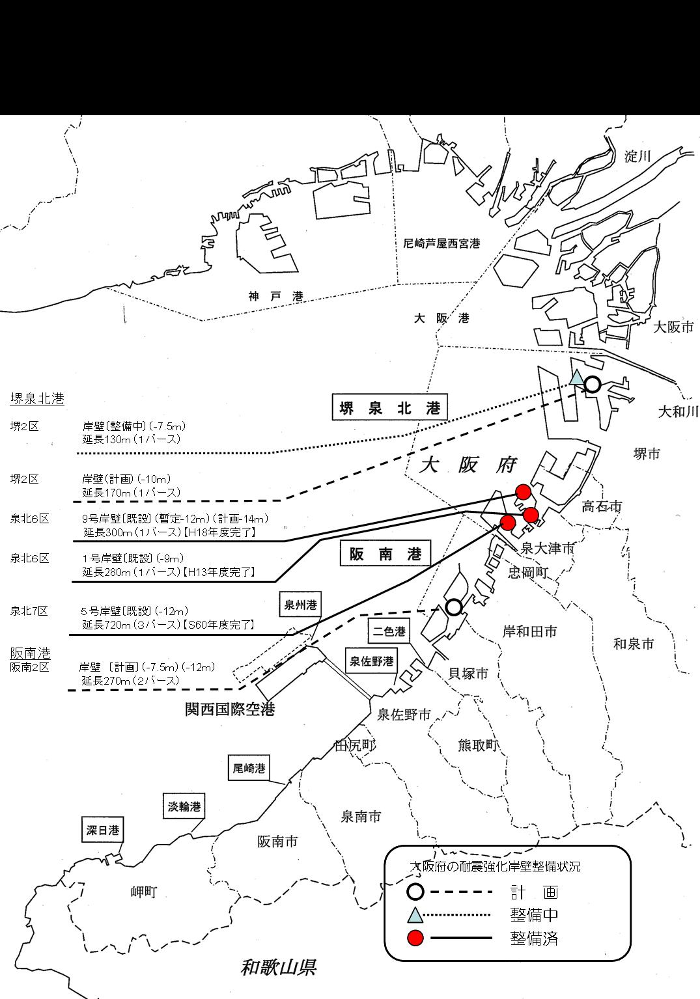 淀川
尼崎芦屋西宮港
神 戸 港
大 阪 港
大阪市
堺泉北港
堺 泉 北 港
大和川
堺2区 岸壁〔整備中〕(-7.5m)
延長130m(1バース)
堺市
大 阪 府
堺2区 岸壁(計画)(-10m)
延長170m(1バース)
高石市
泉北6区 9号岸壁〔既設〕(暫定-12m)(計画-14m)
延長300m(1バース)【H18年度完了】
泉大津市
阪 南 港
泉北6区 1号岸壁〔既設〕(-9m)
延長280m(1バース)【H13年度完了】
忠岡町
泉州港
泉北7区 5号岸壁〔既設〕(-12m)
延長720m(3バース)【S60年度完了】
二色港
岸和田市
和泉市
阪南港
阪南2区 岸壁 〔計画〕(-7.5m)(-12m)
延長270m(2バース)
泉佐野港
貝塚市
関西国際空港
泉佐野市
田尻町
熊取町
尾崎港
淡輪港
泉南市
深日港
阪南市
岬町
大阪府の耐震強化岸壁整備状況
計 画
整備中
整備済
和歌山県